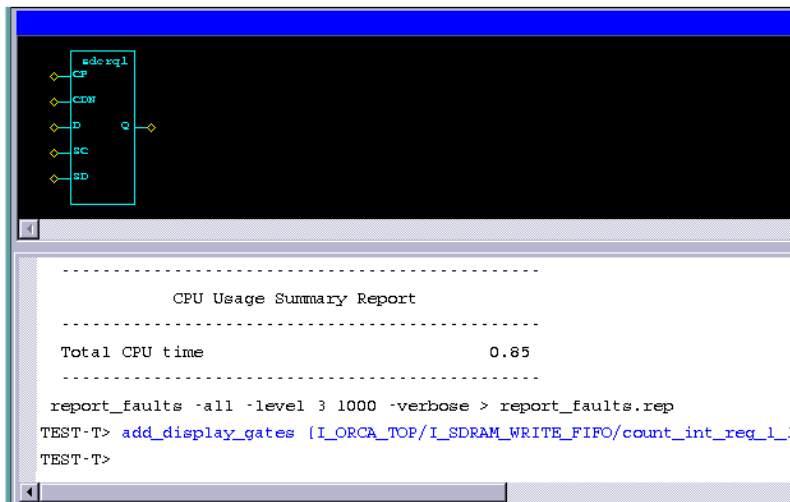 sdcrq1
CP
CDN
D Q
SC
SD
- - - - - - - - - - - - - - - - - - - - - - - - - - - - - - - - - - - - - - - - - - - - - - - -
CPU Usage Summary Report
- - - - - - - - - - - - - - - - - - - - - - - - - - - - - - - - - - - - - - - - - - - - - - - -
Total CPU time 0.85
- - - - - - - - - - - - - - - - - - - - - - - - - - - - - - - - - - - - - - - - - - - - - - - -
report_faults -all -level 3 1000 -verbose > report_faults.rep
TEST-T> add_display_gates {I_ORCA_TOP/I_SDRAM_WRITE_FIFO/count_int_reg_1_
TEST-T>